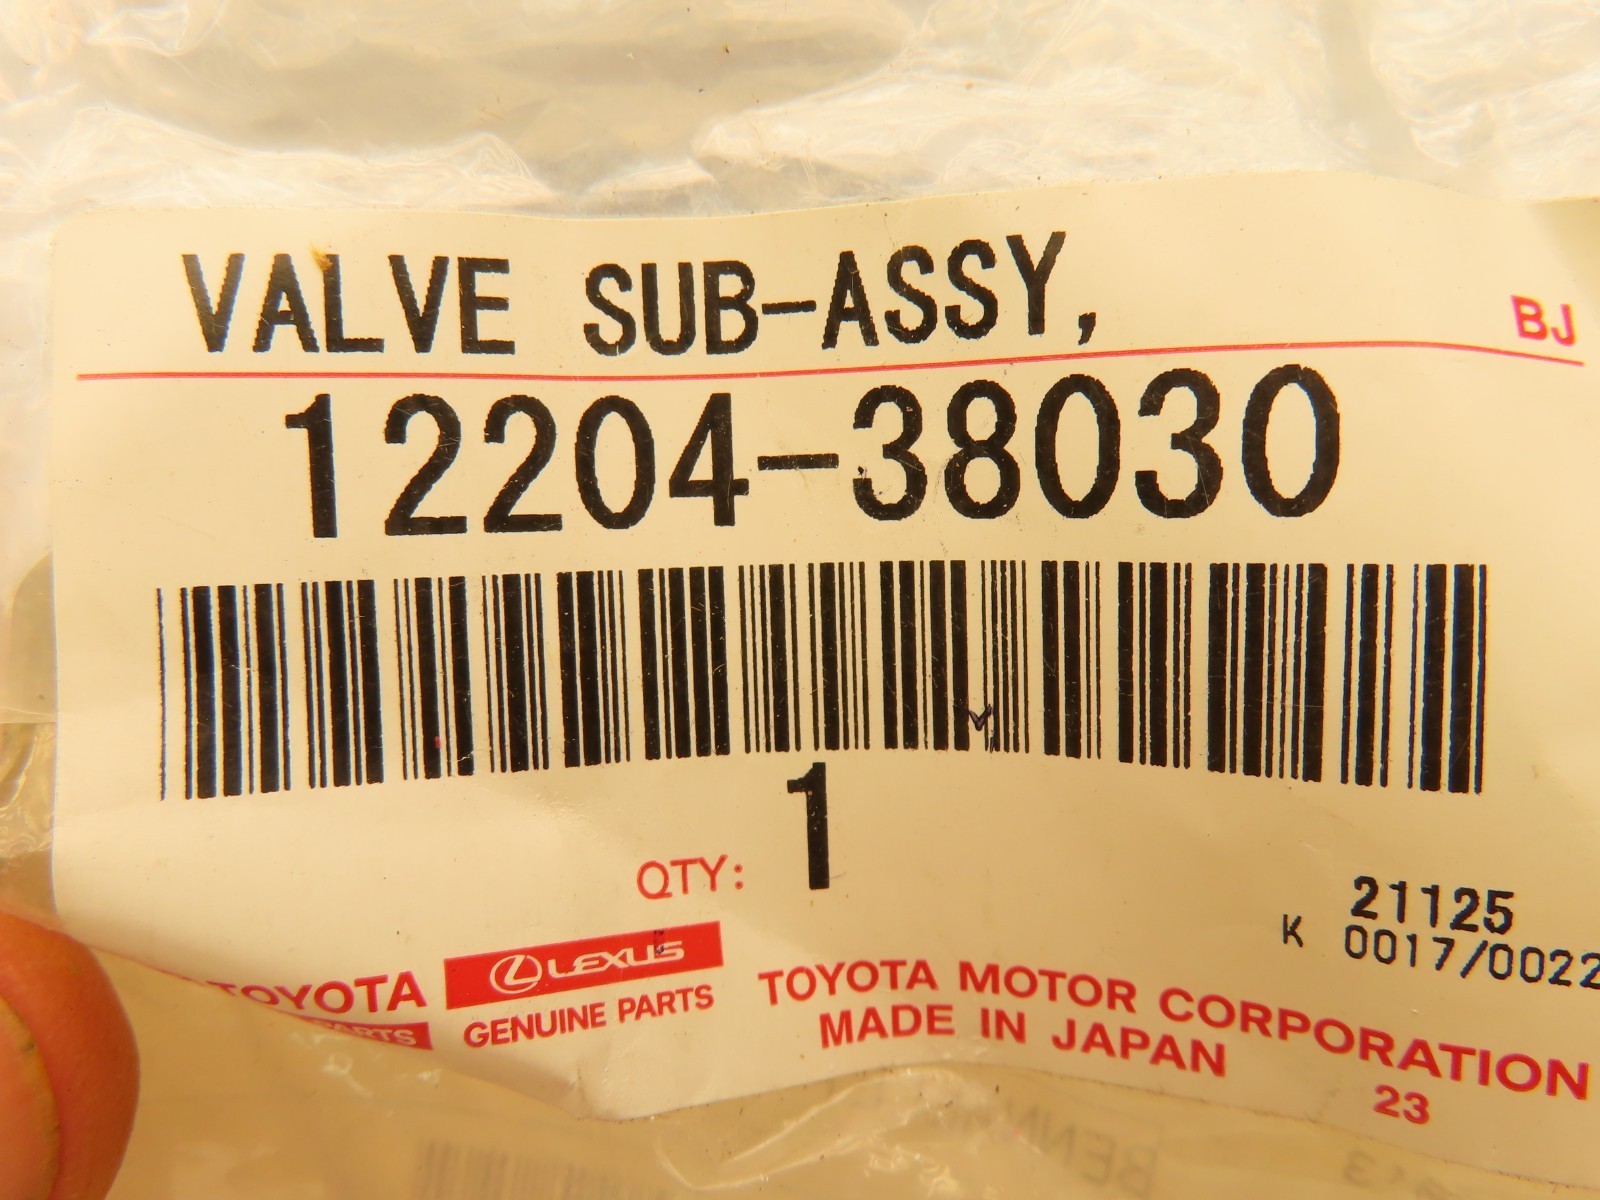 VALVE SUB-ASSY,
BJ
12204-38030
QTY: 1
21125
K 0017/0022
TOYOTA
PARTS
LEXUS
GENUINE PARTS
TOYOTA MOTOR CORPORATION
MADE IN JAPAN
23